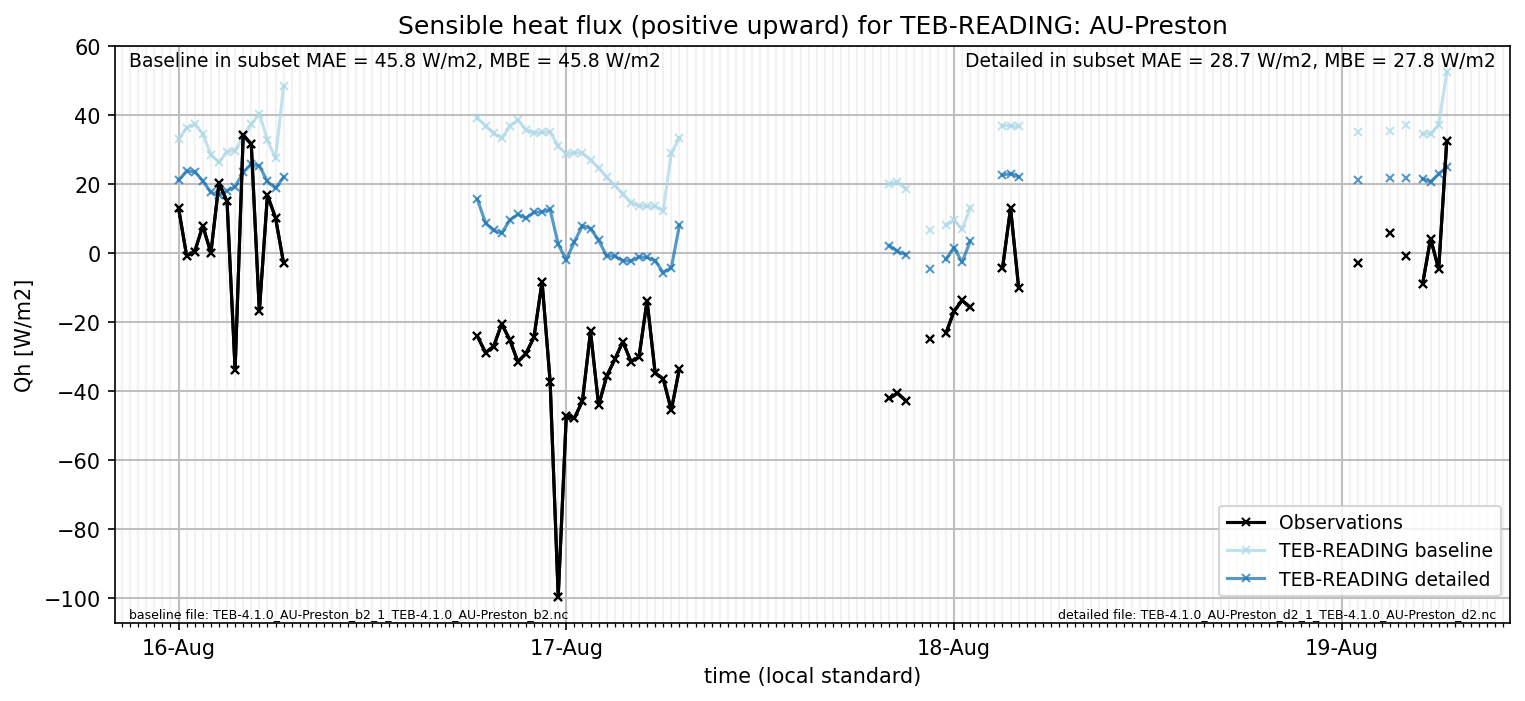 Sensible heat flux (positive upward) for TEB-READING: AU-Preston
Baseline in subset MAE = 45.8 W/m2, MBE = 45.8 W/m2
Detailed in subset MAE = 28.7 W/m2, MBE = 27.8 W/m2
60
40
20
0
−20
−40
−60
−80
−100
Qh [W/m2]
Observations
TEB-READING baseline
TEB-READING detailed
baseline file: TEB-4.1.0_AU-Preston_b2_1_TEB-4.1.0_AU-Preston_b2.nc
detailed file: TEB-4.1.0_AU-Preston_d2_1_TEB-4.1.0_AU-Preston_d2.nc
16-Aug
17-Aug
18-Aug
19-Aug
time (local standard)